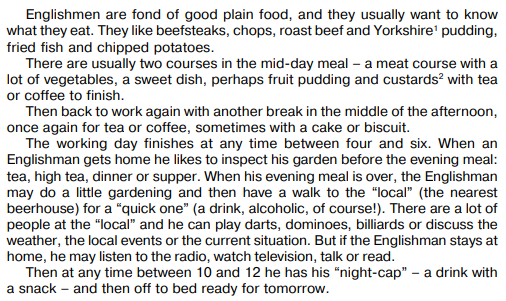 Englishmen are fond of good plain food, and they usually want to know
what they eat. They like beefsteaks, chops, roast beef and Yorkshire¹ pudding,
fried fish and chipped potatoes.
There are usually two courses in the mid-day meal – a meat course with a
lot of vegetables, a sweet dish, perhaps fruit pudding and custards² with tea
or coffee to finish.
Then back to work again with another break in the middle of the afternoon,
once again for tea or coffee, sometimes with a cake or biscuit.
The working day finishes at any time between four and six. When an
Englishman gets home he likes to inspect his garden before the evening meal:
tea, high tea, dinner or supper. When his evening meal is over, the Englishman
may do a little gardening and then have a walk to the “local” (the nearest
beerhouse) for a “quick one” (a drink, alcoholic, of course!). There are a lot of
people at the “local” and he can play darts, dominoes, billiards or discuss the
weather, the local events or the current situation. But if the Englishman stays at
home, he may listen to the radio, watch television, talk or read.
Then at any time between 10 and 12 he has his “night-cap” – a drink with
a snack – and then off to bed ready for tomorrow.